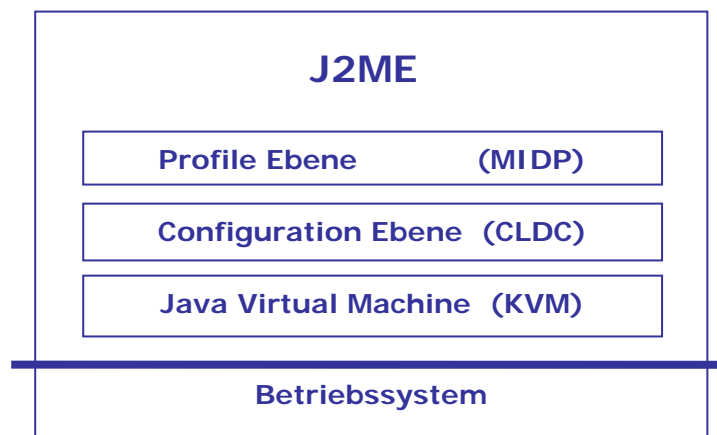 J2ME
Profile Ebene (MIDP)
Configuration Ebene (CLDC)
Java Virtual Machine (KVM)
Betriebssystem